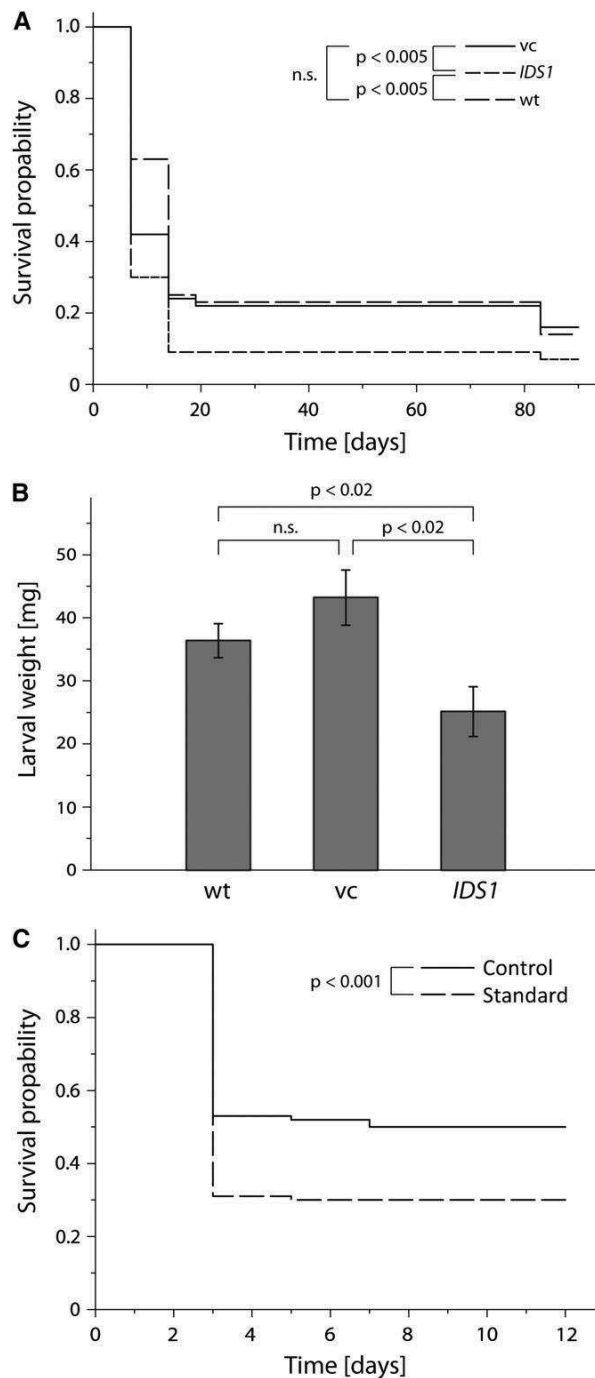 A
1.0
0.8
0.6
0.4
0.2
0
Survival propability
0 20 40 60 80
Time [days]
n.s.
p < 0.005
p < 0.005
vc
IDS1
wt
B
p < 0.02
n.s.
p < 0.02
50
40
30
20
10
0
Larval weight [mg]
wt vc IDS1
C
1.0
0.8
0.6
0.4
0.2
0.0
Survival propability
p < 0.001
Control
Standard
0 2 4 6 8 10 12
Time [days]